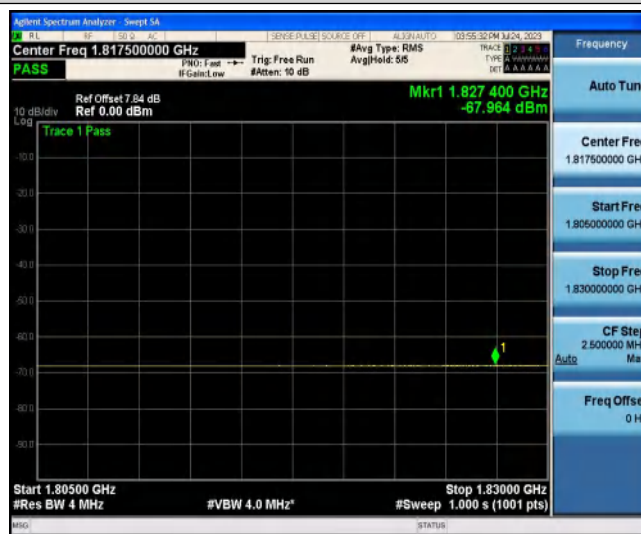 Agilent Spectrum Analyzer - Swept SA
RL RF 50 Ω AC SENSE:PULSE SOURCE OFF ALIGNAUTO 03:55:32 PM Jul 24, 2023
Center Freq 1.817500000 GHz
PASS
PNO: Fast
IFGain:Low
Trig: Free Run
#Atten: 10 dB
#Avg Type: RMS
Avg|Hold: 5/5
TRACE 1 2 3 4 5 6
TYPE A WWWWW
DET A A A A A A
Ref Offset 7.84 dB
10 dB/div Ref 0.00 dBm
Log
Mkr1 1.827 400 GHz
-67.964 dBm
Trace 1 Pass
-10.0
-20.0
-30.0
-40.0
-50.0
-60.0
1
-70.0
-80.0
-90.0
Start 1.80500 GHz Stop 1.83000 GHz
#Res BW 4 MHz #VBW 4.0 MHz* #Sweep 1.000 s (1001 pts)
MSG STATUS
Frequency
Auto Tun
Center Fre
1.817500000 GH
Start Fre
1.805000000 GH
Stop Fre
1.830000000 GH
CF Ste
2.500000 MH
Auto Ma
Freq Offse
0 H